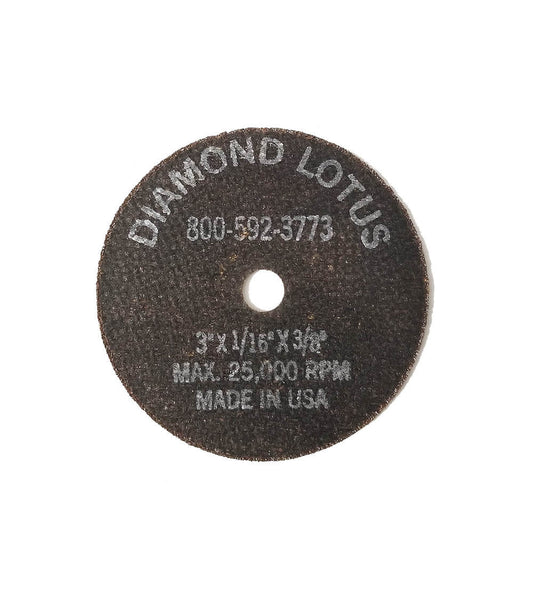 DIAMOND LOTUS
800-592-3773
3" X 1/16" X 3/8"
MAX. 25,000 RPM
MADE IN USA